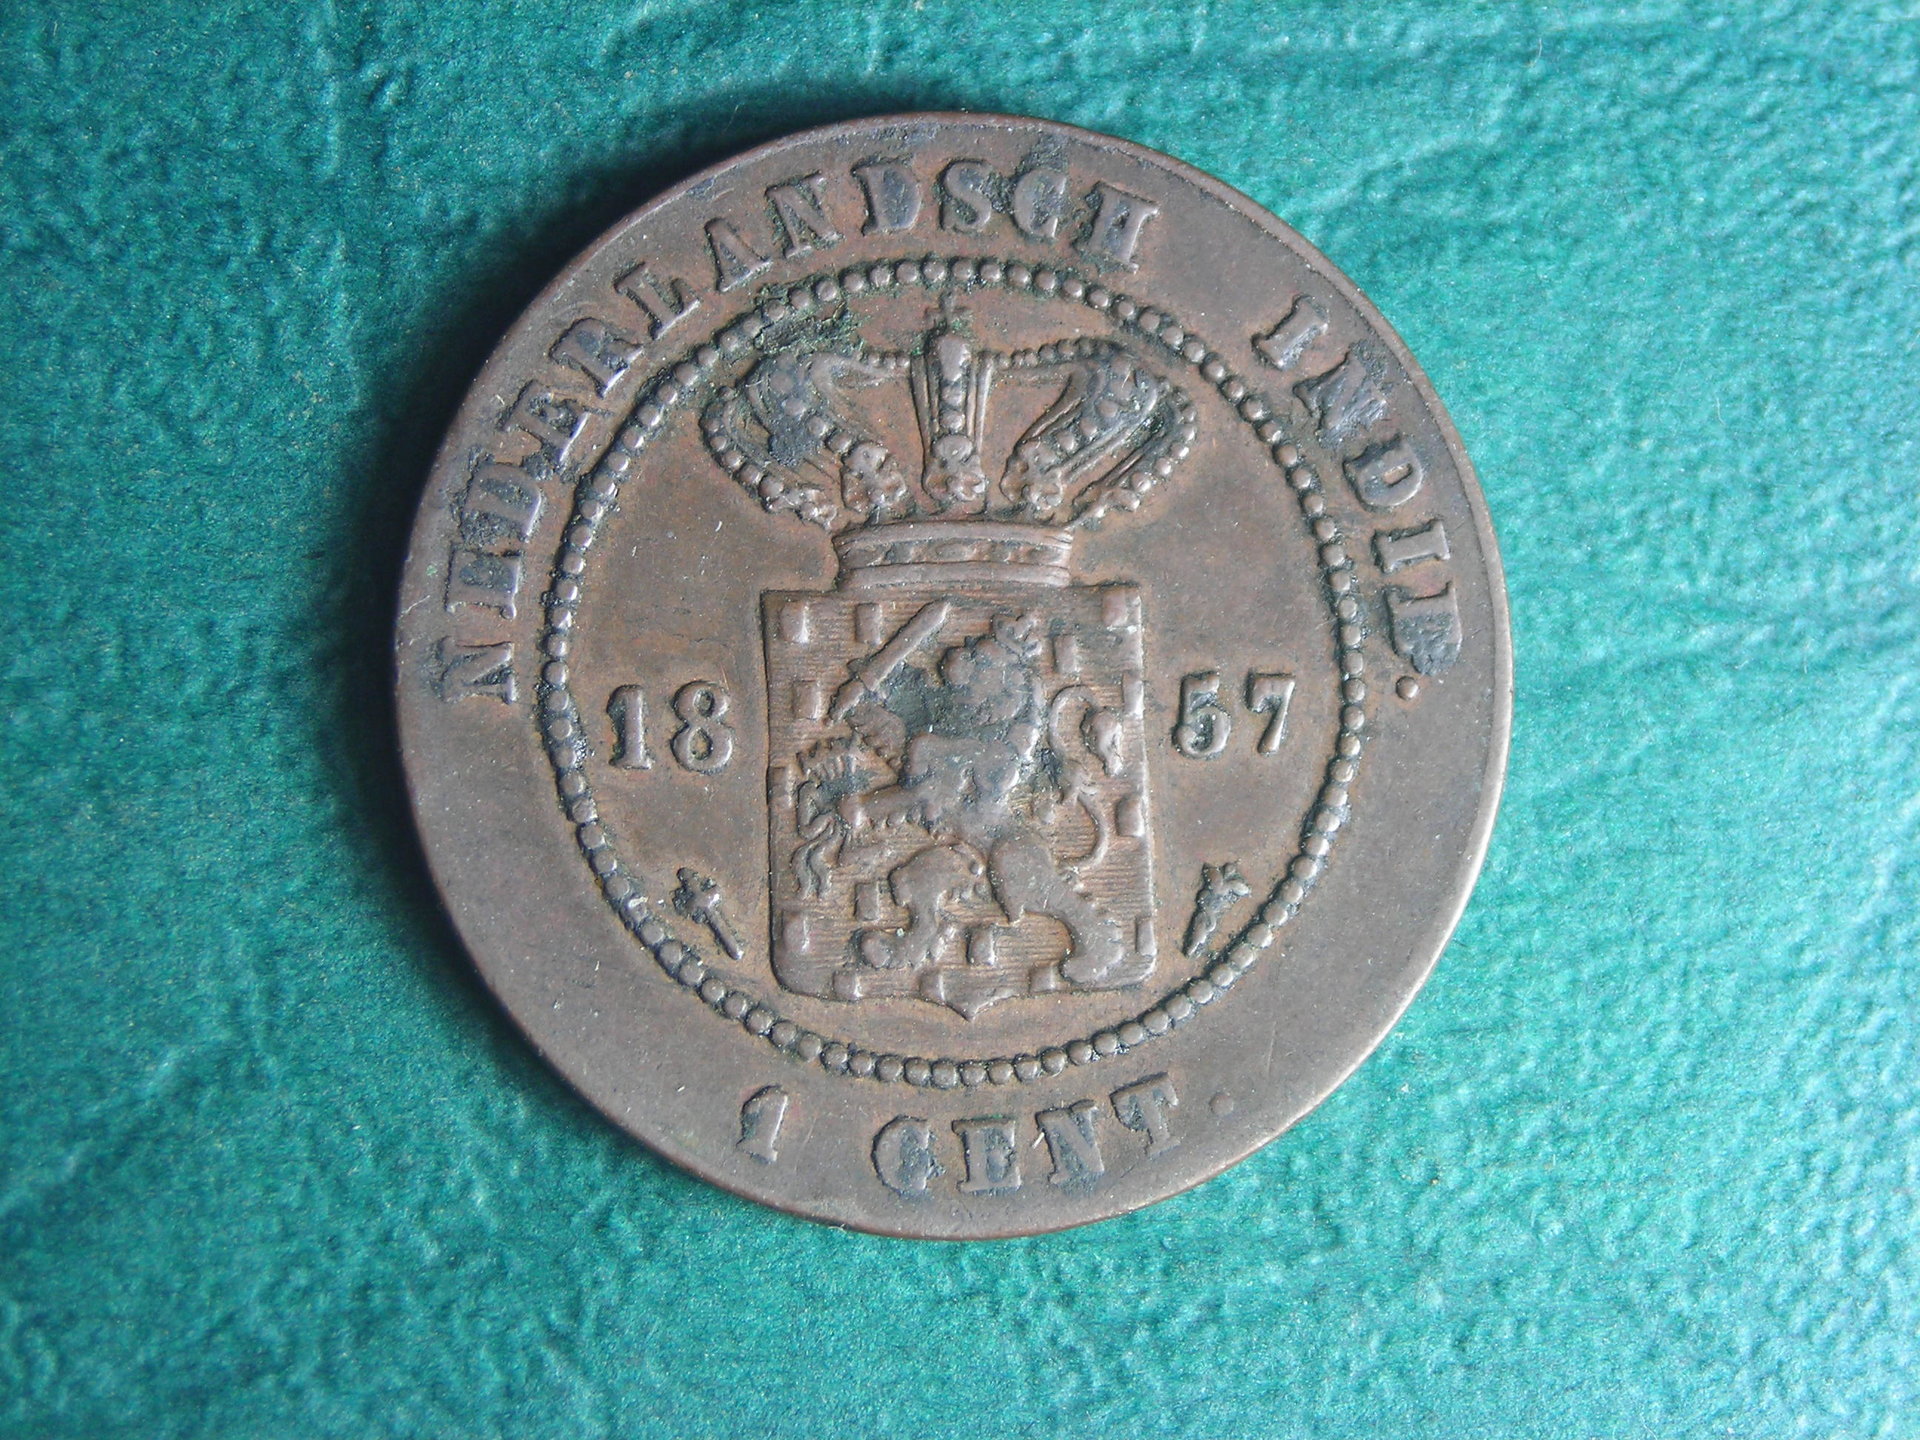 NEDERLANDSCH INDIE.
18 57
1 CENT.